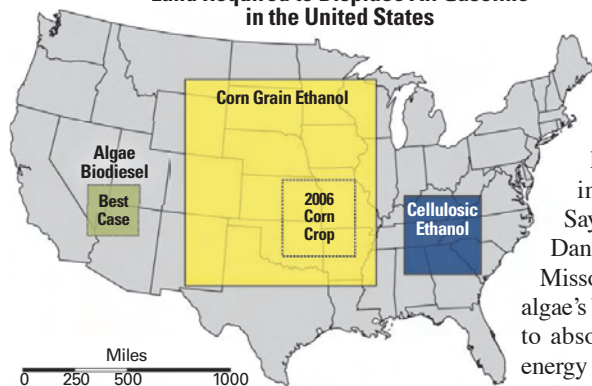 in the United States
Corn Grain Ethanol
Algae
Biodiesel
Best
Case
2006
Corn
Crop
Cellulosic
Ethanol
Miles
0 250 500 1000
in
Say
Dan
Misso
algae's
to abso
energy